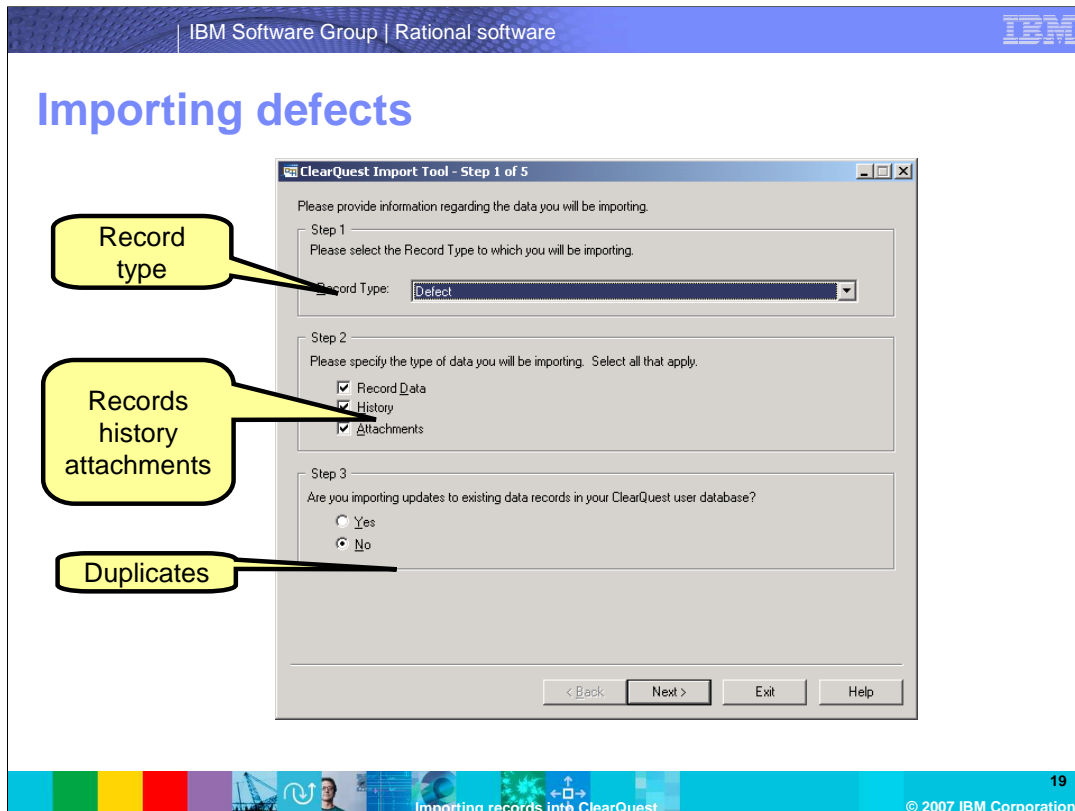 IBM Software Group | Rational software
IBM
Importing defects
ClearQuest Import Tool - Step 1 of 5
Please provide information regarding the data you will be importing.
Step 1
Please select the Record Type to which you will be importing.
Record Type:
Defect
Record
type
Step 2
Please specify the type of data you will be importing. Select all that apply.
Record Data
History
Attachments
Records
history
attachments
Step 3
Are you importing updates to existing data records in your ClearQuest user database?
Yes
No
Duplicates
< Back
Next >
Exit
Help
19
Importing records into ClearQuest
© 2007 IBM Corporation